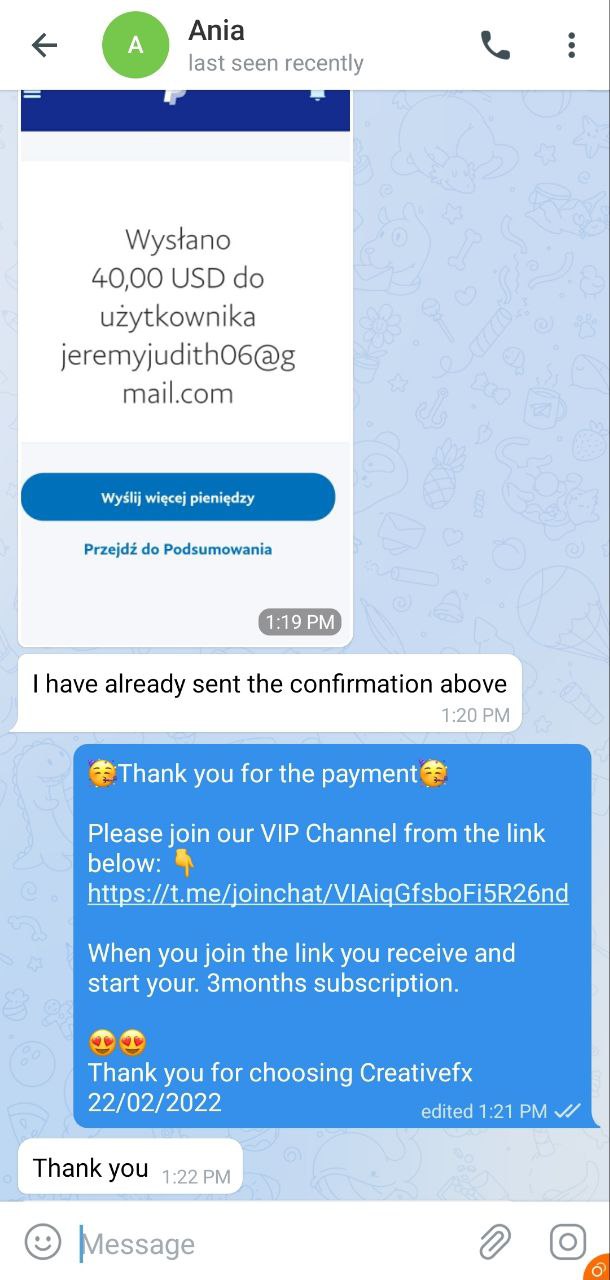 Ania
last seen recently
Wysłano
40,00 USD do
użytkownika
jeremyjudith06@g
mail.com
Wyślij więcej pieniędzy
Przejdź do Podsumowania
1:19 PM
I have already sent the confirmation above
1:20 PM
🥳Thank you for the payment🥳
Please join our VIP Channel from the link
below: 👇
https://t.me/joinchat/VIAiqGfsboFi5R26nd
When you join the link you receive and
start your. 3months subscription.
😍😍
Thank you for choosing Creativefx
22/02/2022
edited 1:21 PM
Thank you
1:22 PM
Message